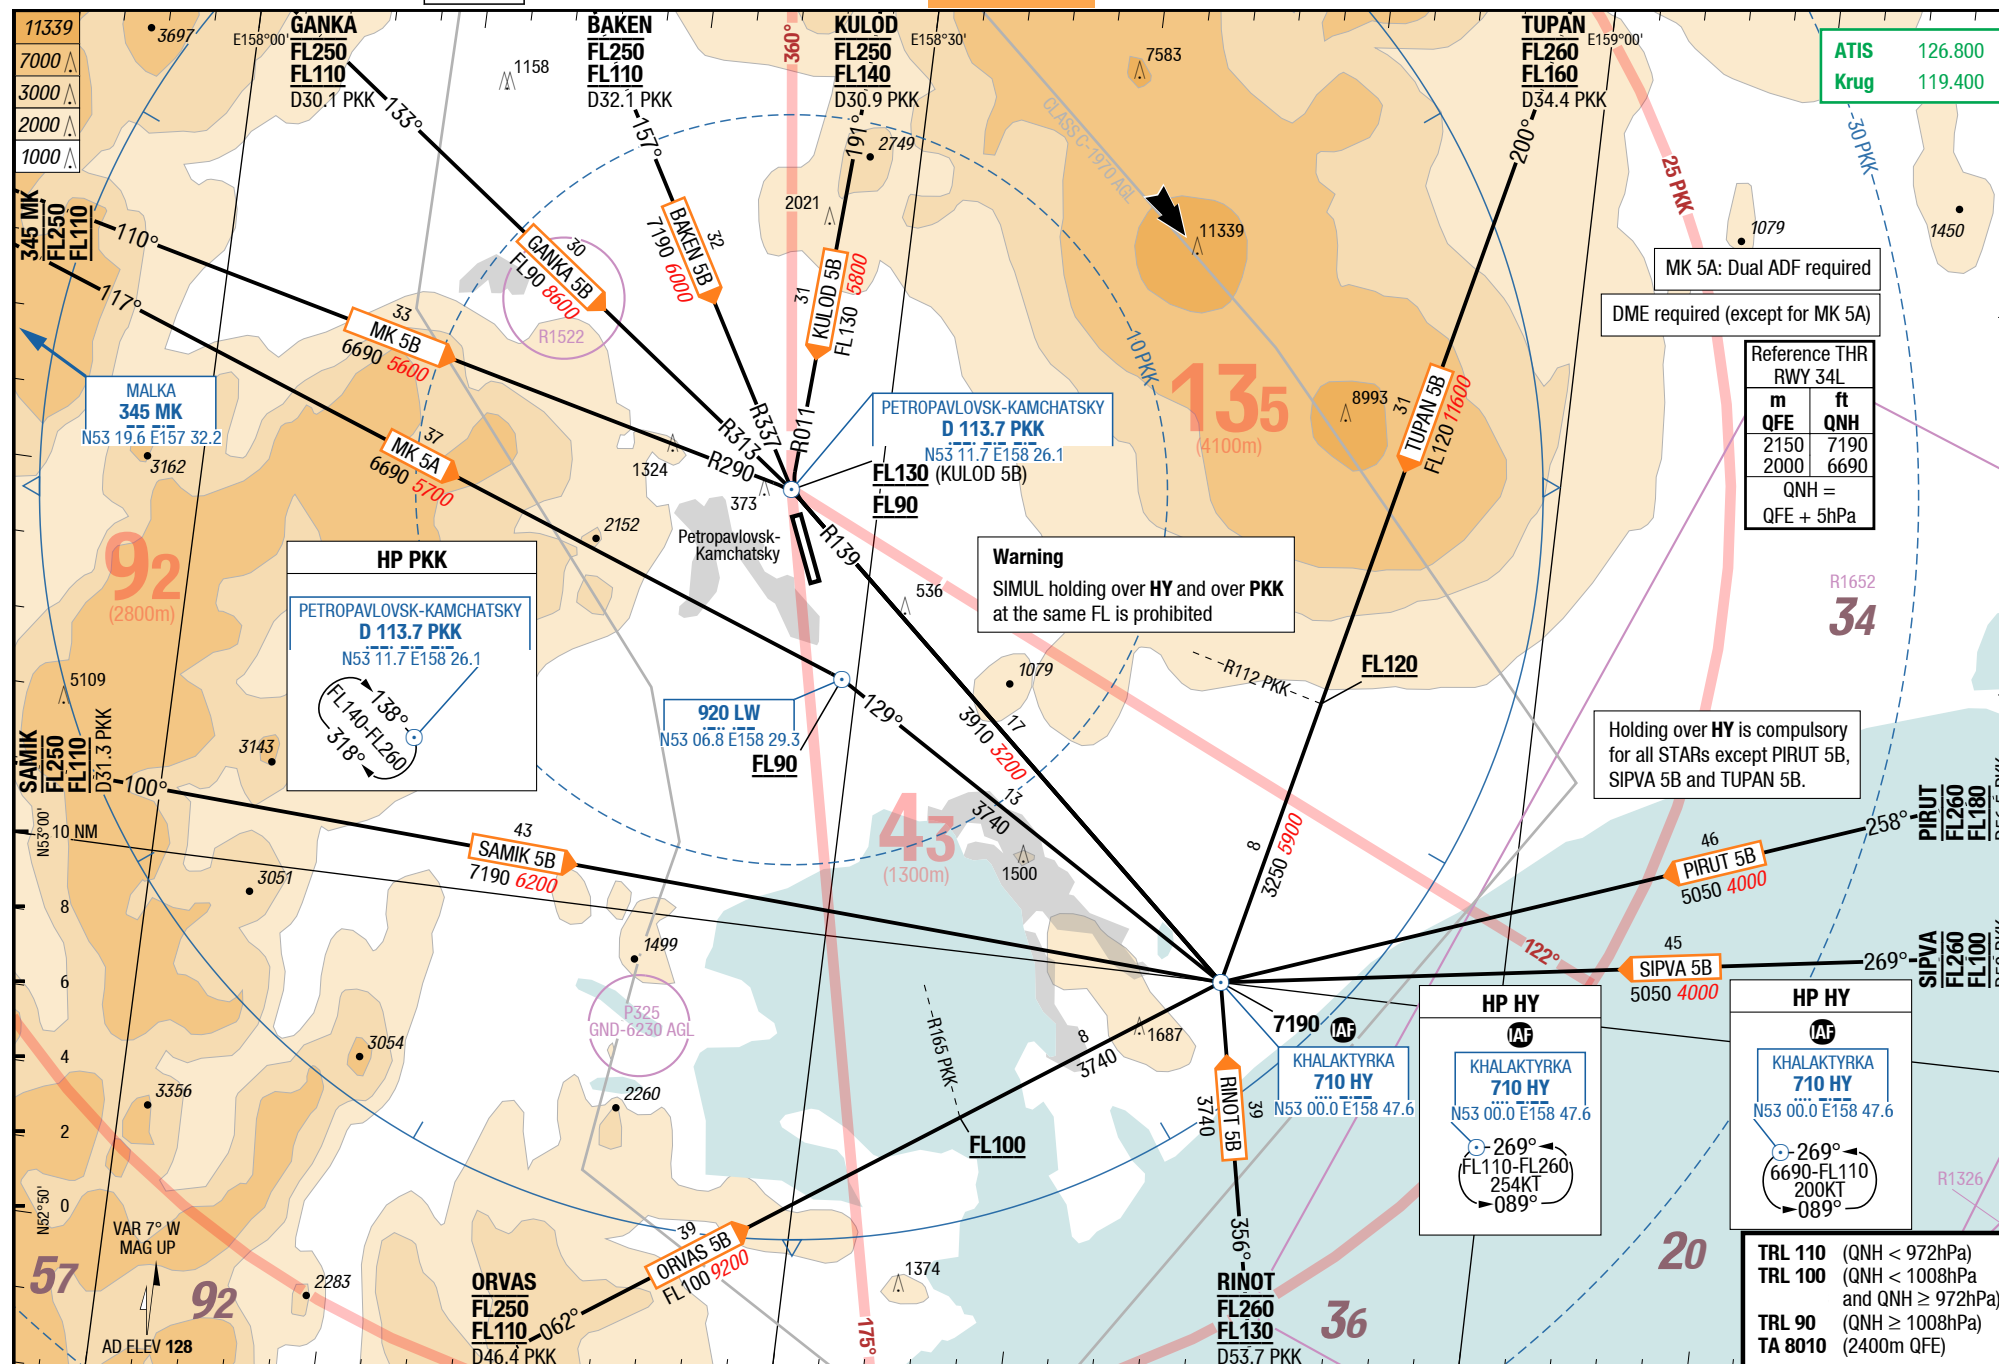 11339
7000
3000
2000
1000
3697
E158°00'
GANKA
FL250
FL110
D30.1 PKK
133°
1158
BAKEN
FL250
FL110
D32.1 PKK
157°
360°
KULOD
FL250
FL140
D30.9 PKK
191°
2749
E158°30'
7583
CLASS C-1970 AGL
TUPAN
FL260
FL160
D34.4 PKK
200°
E159°00'
ATIS 126.800
Krug 119.400
30 PKK
25 PKK
1079
1450
345 MK
FL250
FL110
110°
117°
30
GANKA 5B
FL90 8600
R1522
32
BAKEN 5B
7190 6000
2021
31
KULOD 5B
FL130 5800
11339
MK 5A: Dual ADF required
DME required (except for MK 5A)
Reference THR
RWY 34L
m ft
QFE QNH
2150 7190
2000 6690
QNH =
QFE + 5hPa
33
MK 5B
6690 5600
37
MK 5A
6690 5700
MALKA
345 MK
N53 19.6 E157 32.2
3162
10 PKK
135
(4100m)
8993
31
TUPAN 5B
FL120 11600
R337
R313
R290
R011
1324
373
2152
PETROPAVLOVSK-KAMCHATSKY
D 113.7 PKK
N53 11.7 E158 26.1
FL130 (KULOD 5B)
FL90
Petropavlovsk-
Kamchatsky
R139
536
92
(2800m)
HP PKK
PETROPAVLOVSK-KAMCHATSKY
D 113.7 PKK
N53 11.7 E158 26.1
138°
FL140-FL260
318°
Warning
SIMUL holding over HY and over PKK
at the same FL is prohibited
R1652
34
5109
3143
SAMIK
FL250
FL110
D31.3 PKK
100°
920 LW
N53 06.8 E158 29.3
FL90
129°
1079
17
3910 3200
R112 PKK
FL120
Holding over HY is compulsory
for all STARs except PIRUT 5B,
SIPVA 5B and TUPAN 5B.
13
3740
43
(1300m)
1500
8
3250 5900
N53°00'
10 NM
8
6
4
2
0
N52°50'
43
SAMIK 5B
7190 6200
3051
1499
P325
GND-6230 AGL
PIRUT
FL260
FL180
258°
46
PIRUT 5B
5050 4000
SIPVA
FL260
FL100
269°
45
SIPVA 5B
5050 4000
122°
3054
3356
2260
R165 PKK
FL100
8
3740
1687
7190
IAF
KHALAKTYRKA
710 HY
N53 00.0 E158 47.6
HP HY
IAF
KHALAKTYRKA
710 HY
N53 00.0 E158 47.6
269°
FL110-FL260
254KT
089°
HP HY
IAF
KHALAKTYRKA
710 HY
N53 00.0 E158 47.6
269°
6690-FL110
200KT
089°
R1326
39
RINOT 5B
3740
356°
RINOT
FL260
FL130
D53.7 PKK
VAR 7° W
MAG UP
57
92
2283
AD ELEV 128
39
ORVAS 5B
FL100 9200
ORVAS
FL250
FL110
D46.4 PKK
062°
175°
1374
36
20
TRL 110 (QNH < 972hPa)
TRL 100 (QNH < 1008hPa
and QNH ≥ 972hPa)
TRL 90 (QNH ≥ 1008hPa)
TA 8010 (2400m QFE)